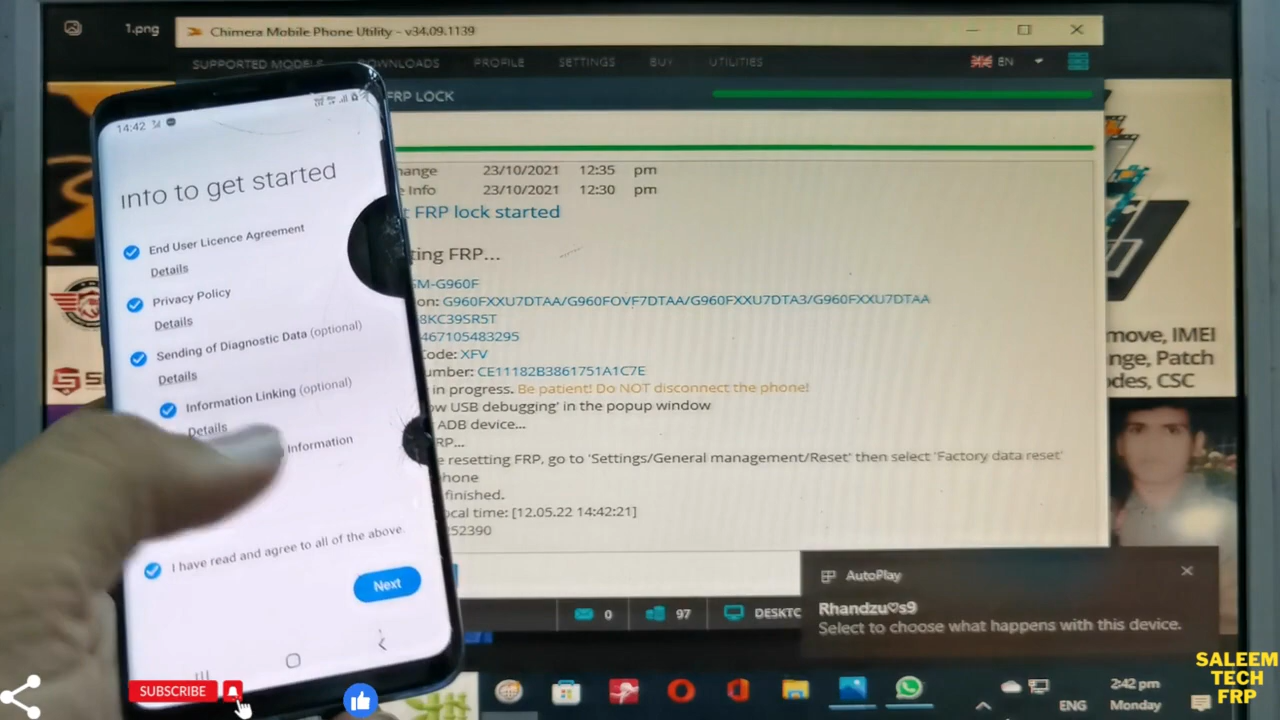 1.png
Chimera Mobile Phone Utility - v34.09.1139
SUPPORTED MODELS DOWNLOADS PROFILE SETTINGS BUY UTILITIES EN
FRP LOCK
hange 23/10/2021 12:35 pm
e Info 23/10/2021 12:30 pm
t FRP lock started
ting FRP...
SM-G960F
on: G960FXXU7DTAA/G960FOVF7DTAA/G960FXXU7DTA3/G960FXXU7DTAA
8KC39SR5T
467105483295
Code: XFV
umber: CE11182B3861751A1C7E
in progress. Be patient! Do NOT disconnect the phone!
ow USB debugging' in the popup window
ADB device...
RP...
e resetting FRP, go to 'Settings/General management/Reset' then select 'Factory data reset'
hone
finished.
ocal time: [12.05.22 14:42:21]
252390
0 97 DESKTC
14:42
Info to get started
End User Licence Agreement
Details
Privacy Policy
Details
Sending of Diagnostic Data (optional)
Details
Information Linking (optional)
Details
Information
I have read and agree to all of the above.
Next
move, IMEI
nge, Patch
odes, CSC
AutoPlay
Rhandzu♡s9
Select to choose what happens with this device.
SUBSCRIBE
ENG
2:42 pm
Monday
SALEEM
TECH
FRP